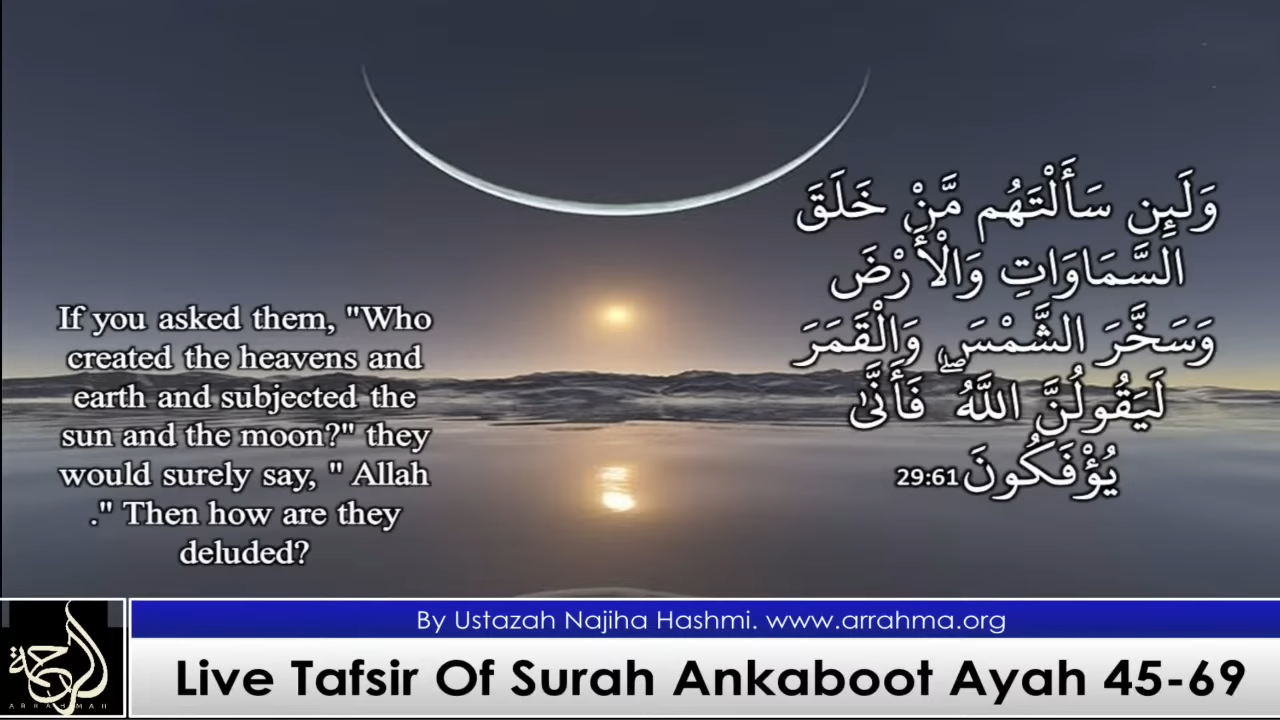 وَلَئِن سَأَلْتَهُم مَّنْ خَلَقَ
السَّمَاوَاتِ وَالْأَرْضَ
وَسَخَّرَ الشَّمْسَ وَالْقَمَرَ
لَيَقُولُنَّ اللَّهُ ۖ فَأَنَّىٰ
يُؤْفَكُونَ 29:61
If you asked them, "Who
created the heavens and
earth and subjected the
sun and the moon?" they
would surely say, " Allah
." Then how are they
deluded?
By Ustazah Najiha Hashmi. www.arrahma.org
Live Tafsir Of Surah Ankaboot Ayah 45-69
الرحمة
ARRAHMAH